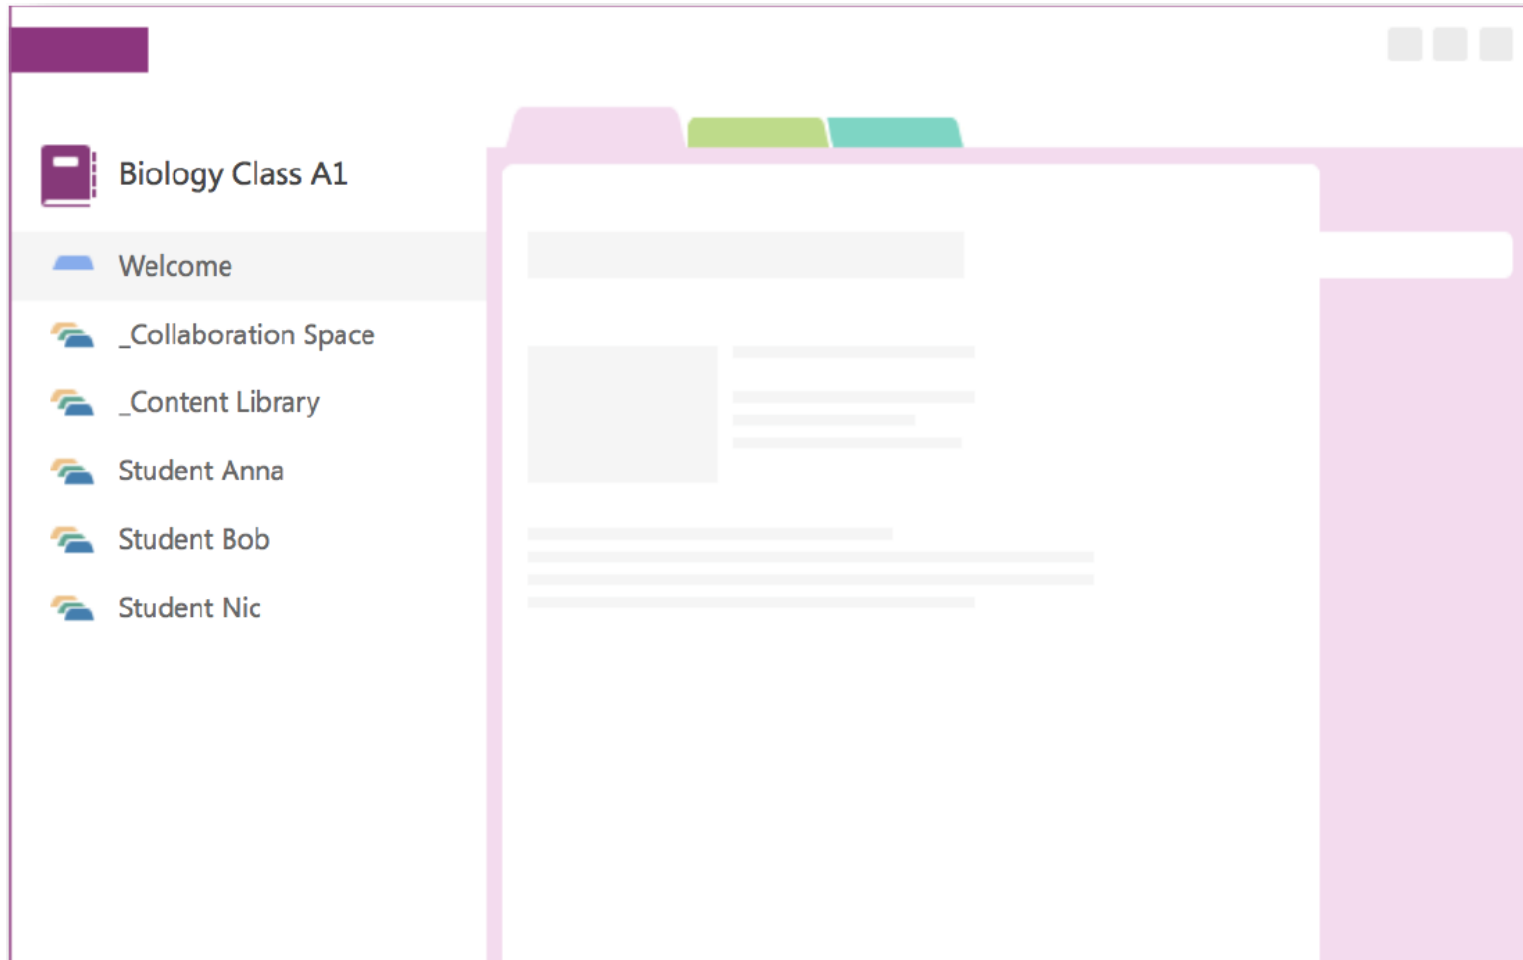 Biology Class A1
Welcome
_Collaboration Space
_Content Library
Student Anna
Student Bob
Student Nic